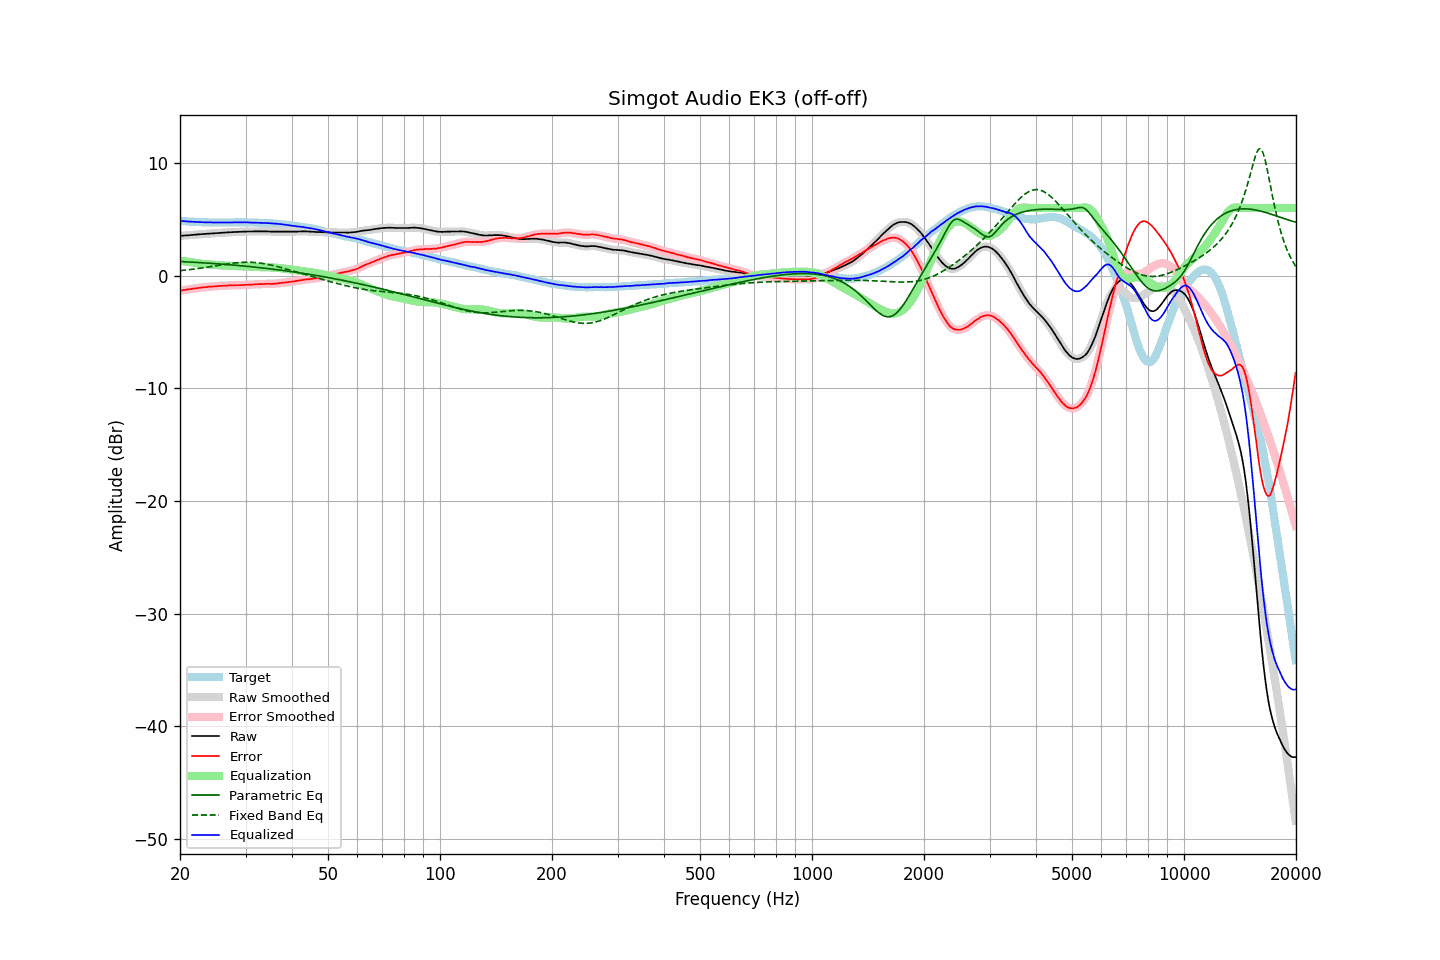 Simgot Audio EK3 (off-off)
10
0
−10
−20
−30
−40
−50
Amplitude (dBr)
Target
Raw Smoothed
Error Smoothed
Raw
Error
Equalization
Parametric Eq
Fixed Band Eq
Equalized
20 50 100 200 500 1000 2000 5000 10000 20000
Frequency (Hz)